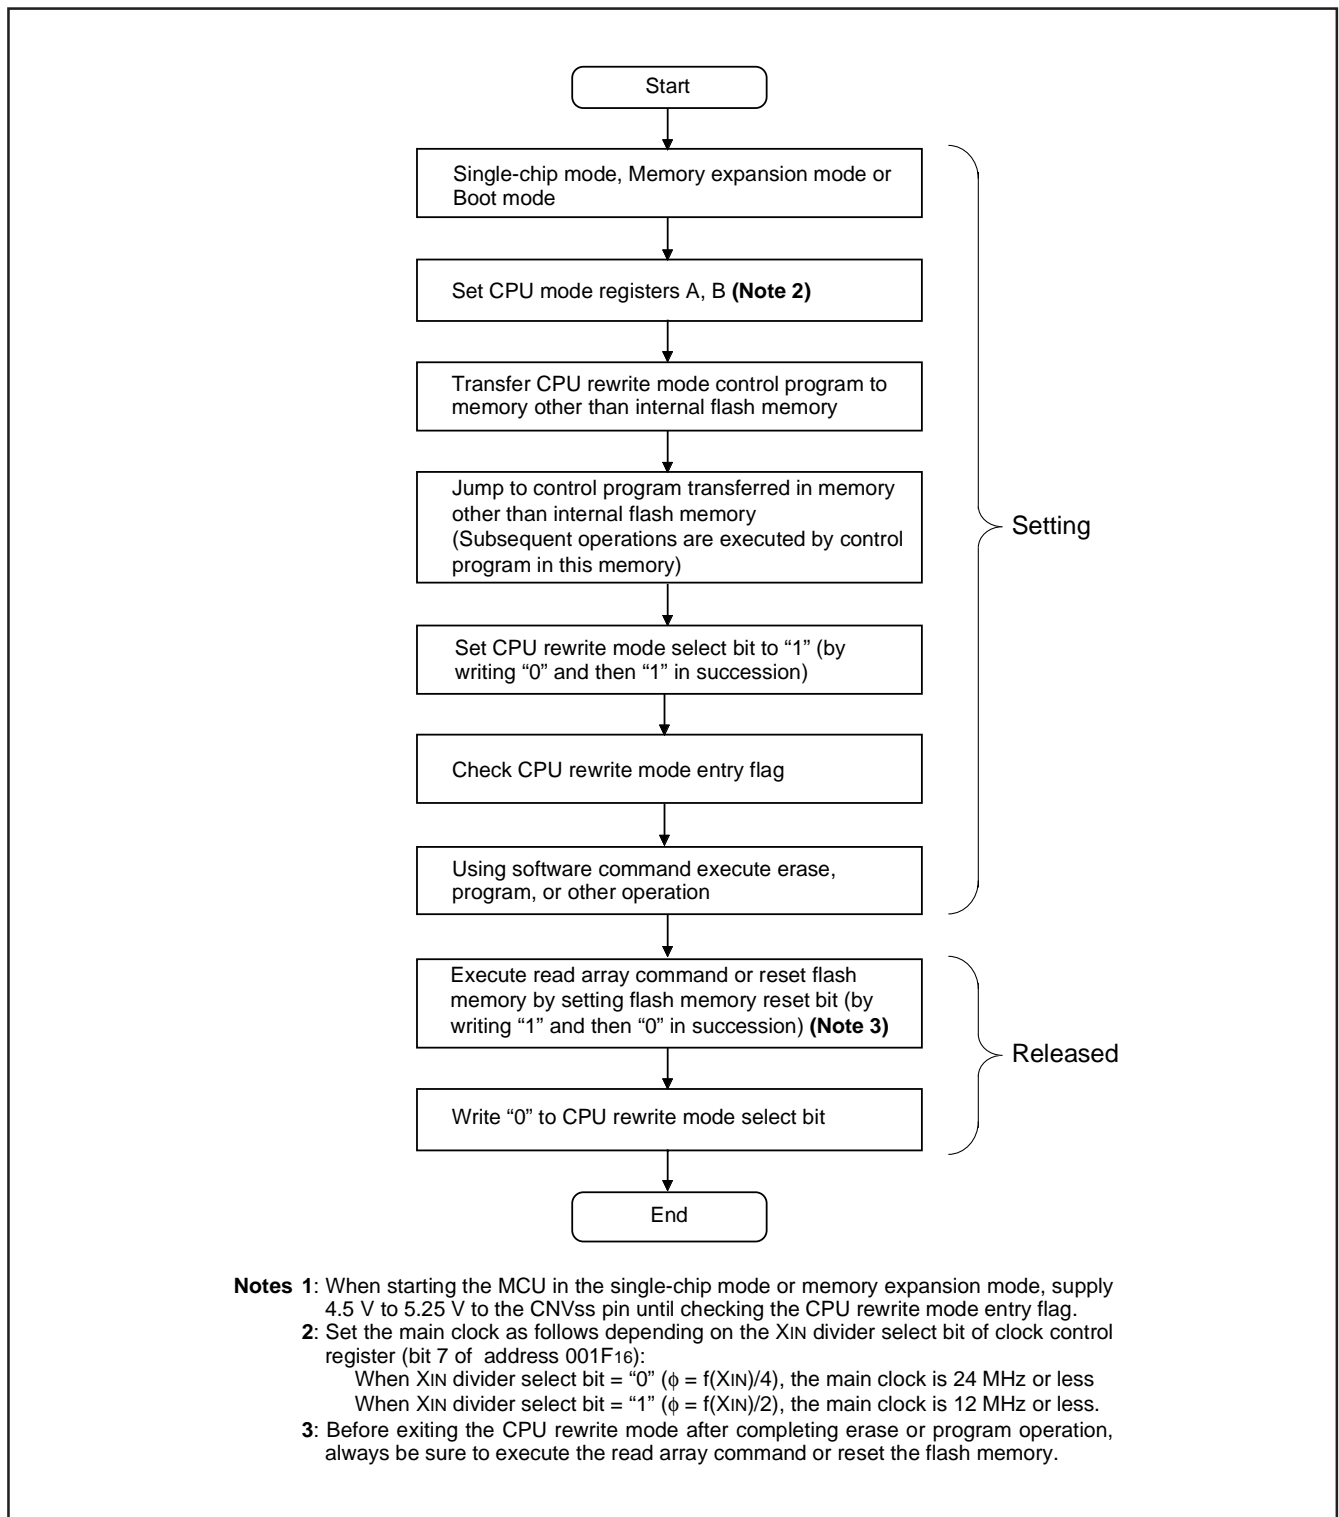 Start
Single-chip mode, Memory expansion mode or
Boot mode
Set CPU mode registers A, B (Note 2)
Transfer CPU rewrite mode control program to
memory other than internal flash memory
Jump to control program transferred in memory
other than internal flash memory
(Subsequent operations are executed by control
program in this memory)
Setting
Set CPU rewrite mode select bit to “1” (by
writing “0” and then “1” in succession)
Check CPU rewrite mode entry flag
Using software command execute erase,
program, or other operation
Execute read array command or reset flash
memory by setting flash memory reset bit (by
writing “1” and then “0” in succession) (Note 3)
Released
Write “0” to CPU rewrite mode select bit
End
Notes 1: When starting the MCU in the single-chip mode or memory expansion mode, supply
4.5 V to 5.25 V to the CNVss pin until checking the CPU rewrite mode entry flag.
2: Set the main clock as follows depending on the XIN divider select bit of clock control
register (bit 7 of address 001F16):
When XIN divider select bit = “0” (ϕ = f(XIN)/4), the main clock is 24 MHz or less
When XIN divider select bit = “1” (ϕ = f(XIN)/2), the main clock is 12 MHz or less.
3: Before exiting the CPU rewrite mode after completing erase or program operation,
always be sure to execute the read array command or reset the flash memory.